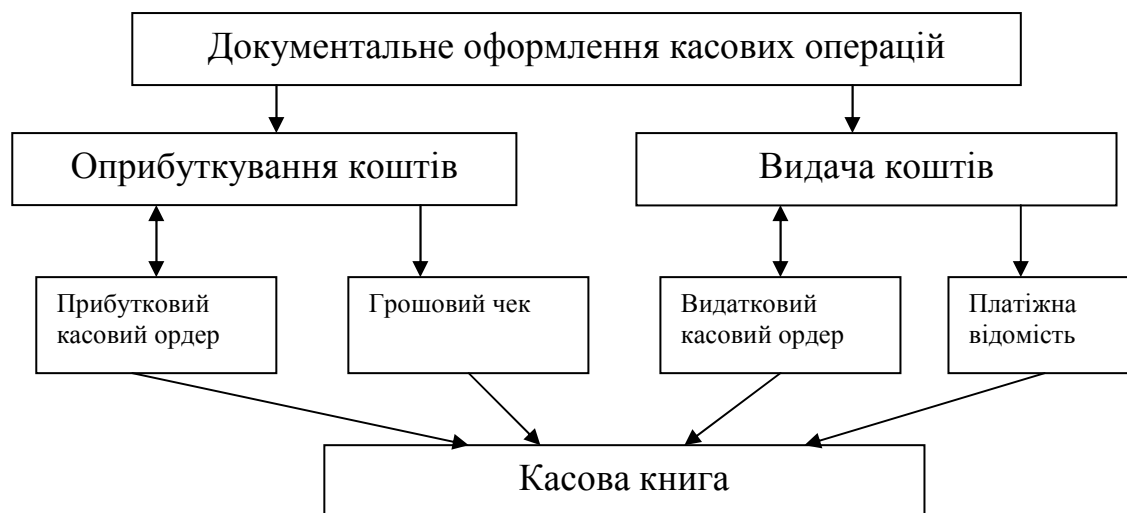 Документальне оформлення касових операцій
Оприбуткування коштів
Видача коштів
Прибутковий
касовий ордер
Грошовий чек
Видатковий
касовий ордер
Платіжна
відомість
Касова книга